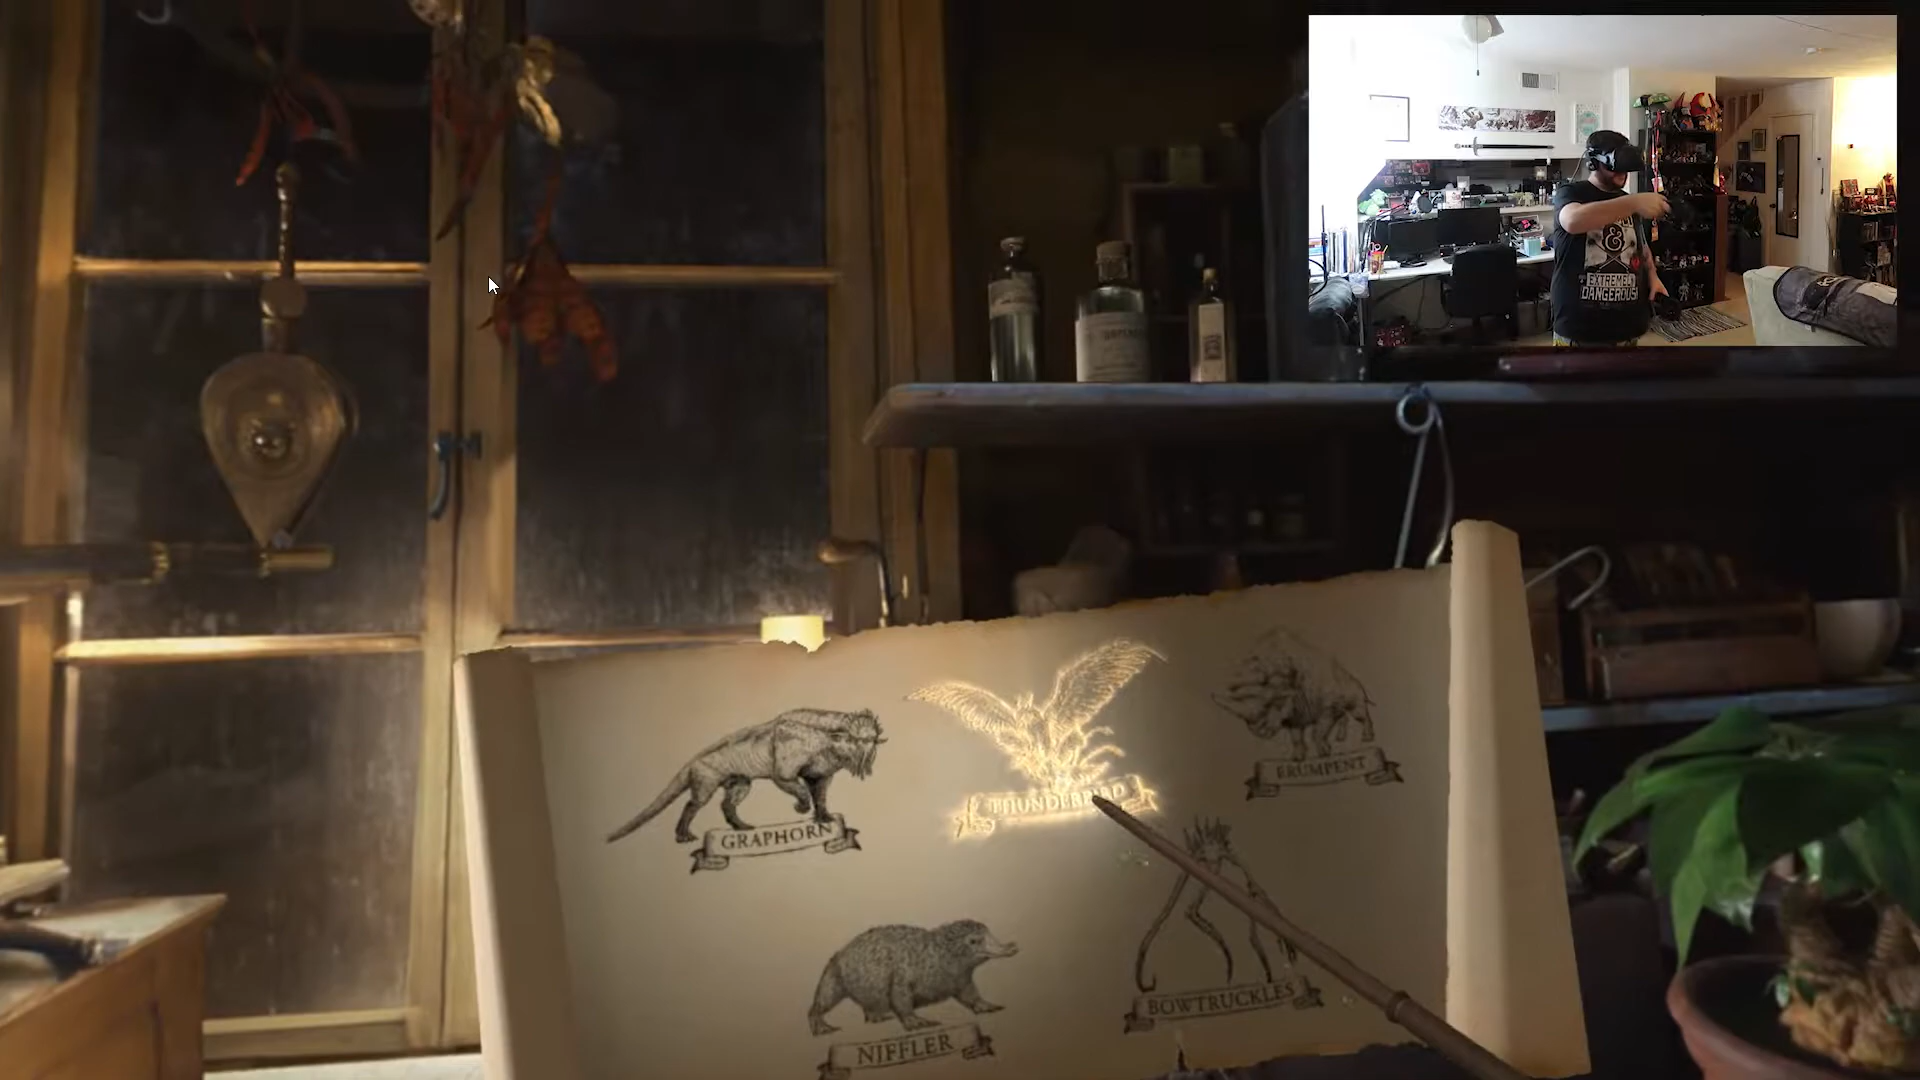 THUNDERBIRD
ERUMPENT
GRAPHORN
BOWTRUCKLES
NIFFLER
&
EXTREMELY
DANGEROUS!